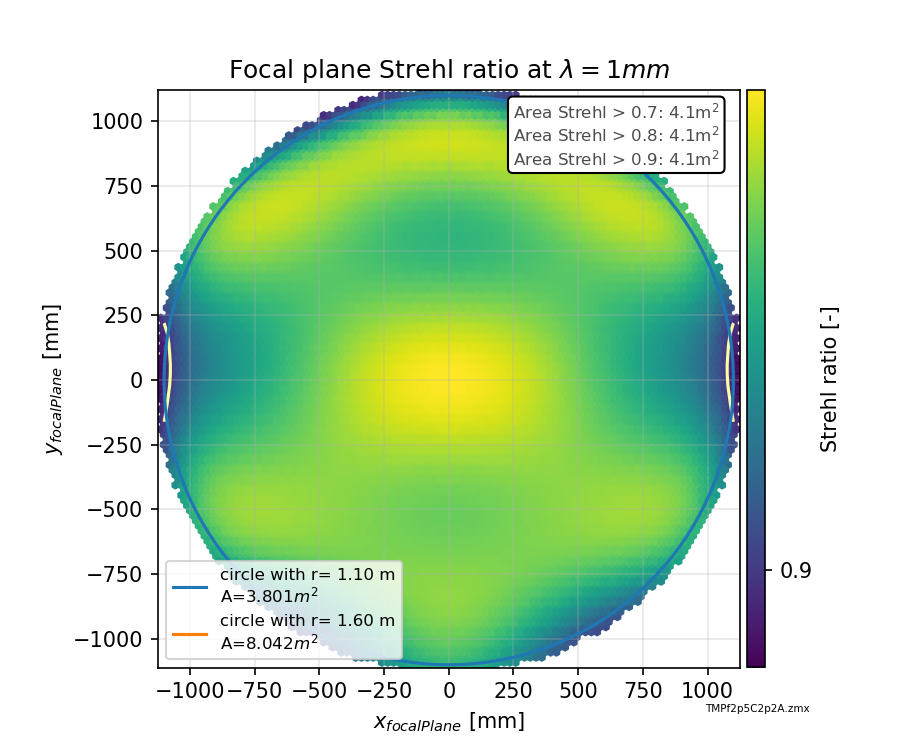 Focal plane Strehl ratio at λ = 1mm
Area Strehl > 0.7: 4.1m²
Area Strehl > 0.8: 4.1m²
Area Strehl > 0.9: 4.1m²
1000
750
500
250
0
−250
−500
−750
−1000
y_focalPlane [mm]
circle with r= 1.10 m
A=3.801m²
circle with r= 1.60 m
A=8.042m²
−1000 −750 −500 −250 0 250 500 750 1000
x_focalPlane [mm]
0.9
Strehl ratio [-]
TMPf2p5C2p2A.zmx